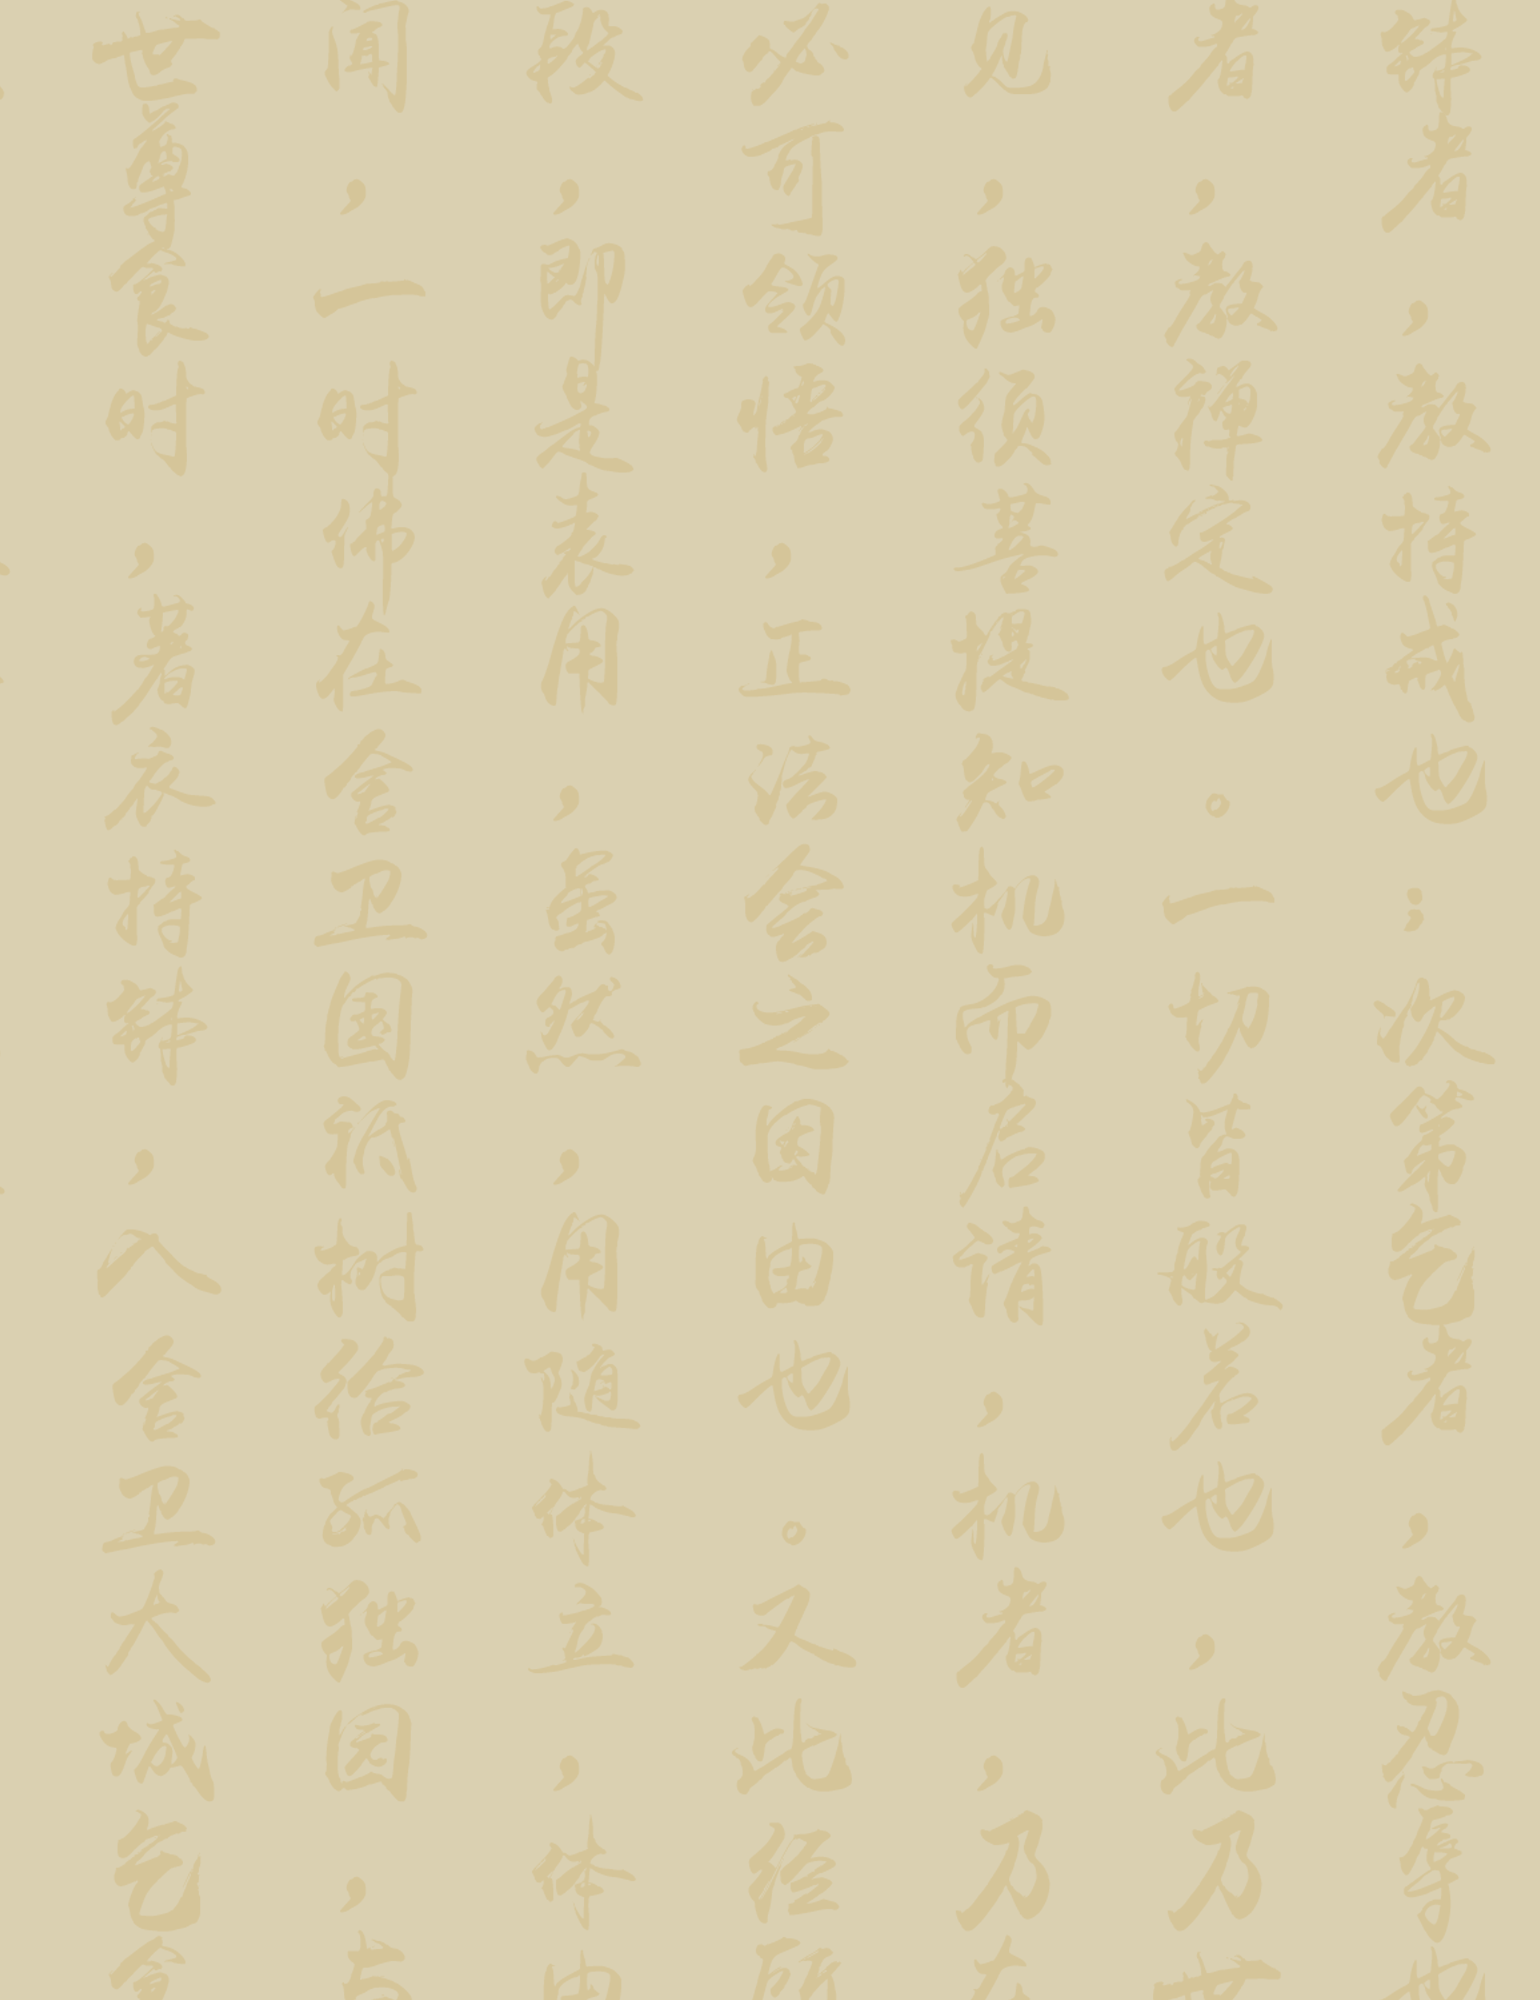 钵者，教持戒也；次第乞者，教忍辱也
者，教禅定也。一切皆般若也，此乃世
见，独须菩提知机而启请，机者，乃
必可领悟，正法会之因由也。又此经所
段，即是表用，虽然，用随体立，体由
闻，一时佛在舍卫国祇树给孤独园，与
世尊食时，著衣持钵，入舍卫大城乞食